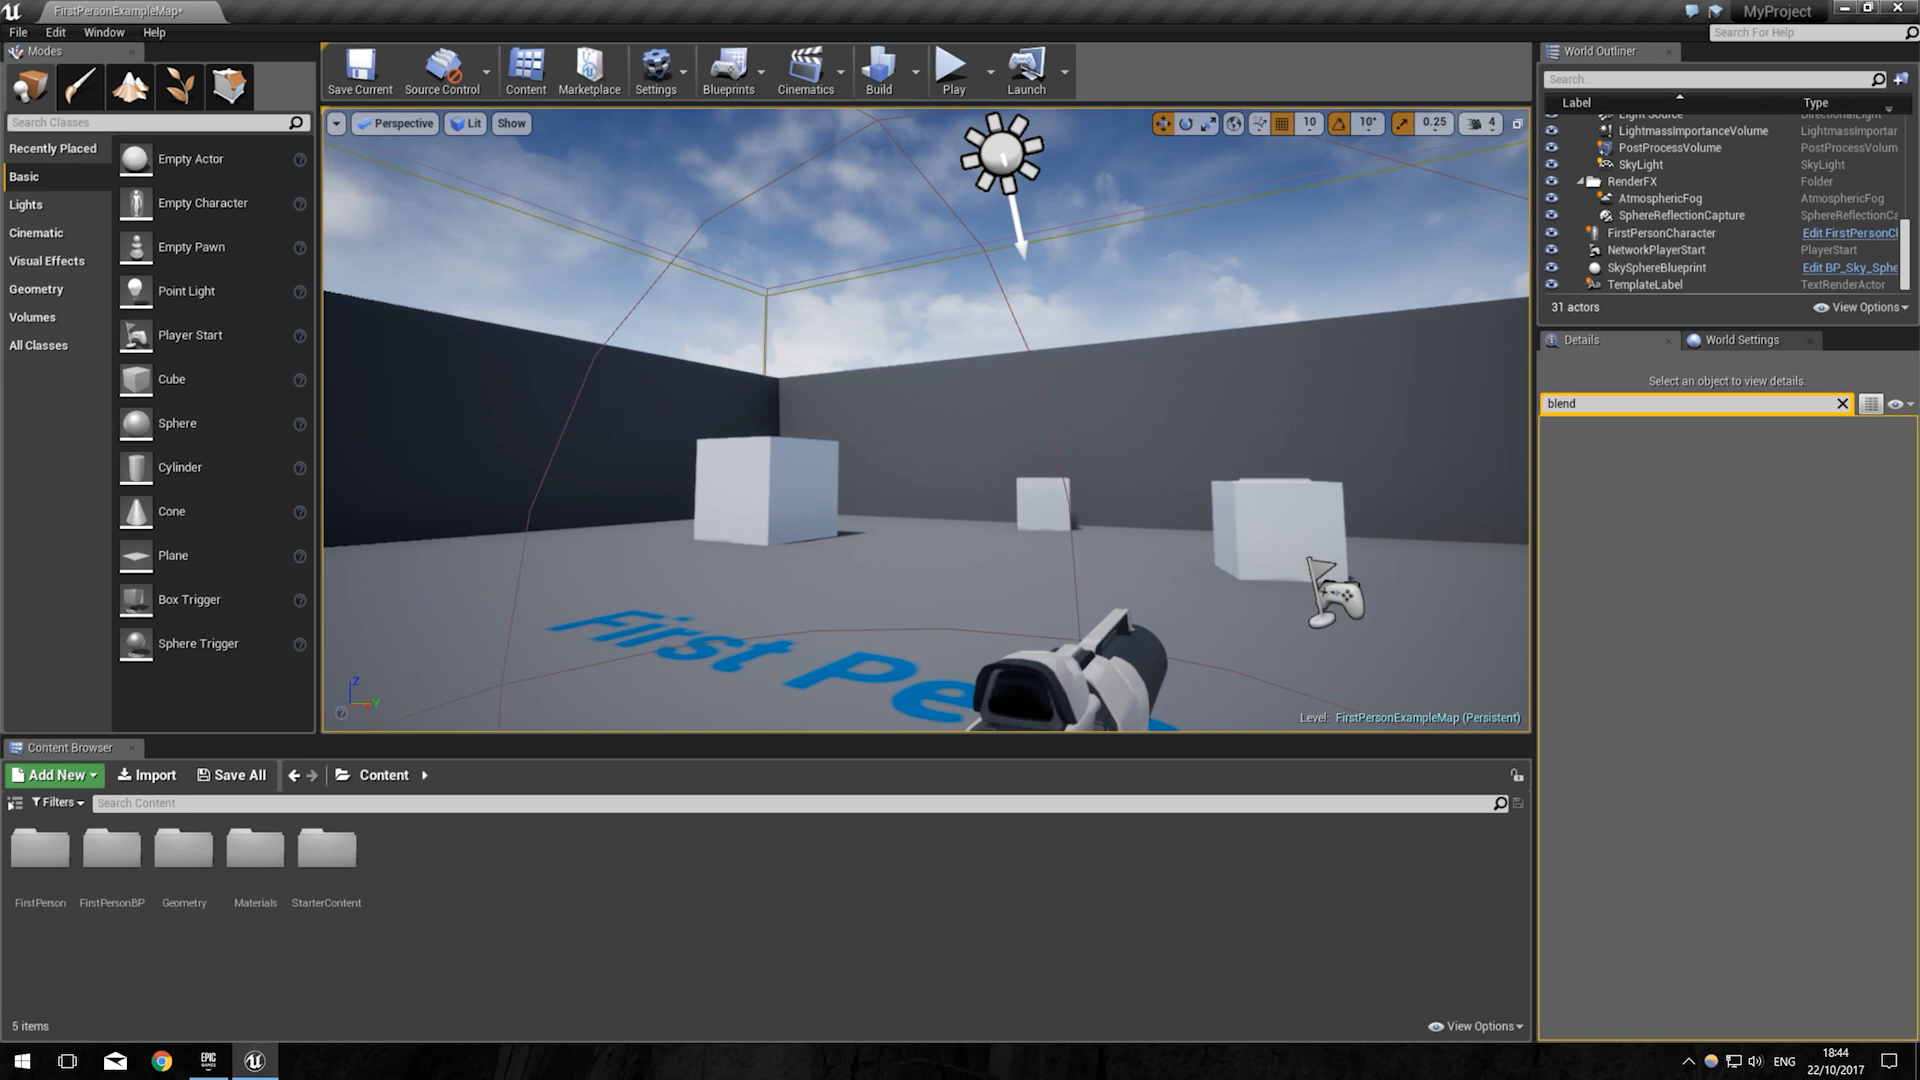 FirstPersonExampleMap*
MyProject
File Edit Window Help
Search For Help
Modes
Search Classes
Recently Placed
Basic
Lights
Cinematic
Visual Effects
Geometry
Volumes
All Classes
Empty Actor
Empty Character
Empty Pawn
Point Light
Player Start
Cube
Sphere
Cylinder
Cone
Plane
Box Trigger
Sphere Trigger
Save Current
Source Control
Content
Marketplace
Settings
Blueprints
Cinematics
Build
Play
Launch
Perspective
Lit
Show
10
10°
0.25
4
First Pe
Z
Y
Level: FirstPersonExampleMap (Persistent)
World Outliner
Search...
Label Type
Light Source DirectionalLight
LightmassImportanceVolume LightmassImportar
PostProcessVolume PostProcessVolum
SkyLight SkyLight
RenderFX Folder
AtmosphericFog AtmosphericFog
SphereReflectionCapture SphereReflectionCa
FirstPersonCharacter Edit FirstPersonCl
NetworkPlayerStart PlayerStart
SkySphereBlueprint Edit BP_Sky_Sphe
TemplateLabel TextRenderActor
31 actors
View Options
Details
World Settings
Select an object to view details.
blend
Content Browser
Add New
Import
Save All
Content
Filters
Search Content
FirstPerson
FirstPersonBP
Geometry
Materials
StarterContent
5 items
View Options
EPIC GAMES
ENG
18:44
22/10/2017